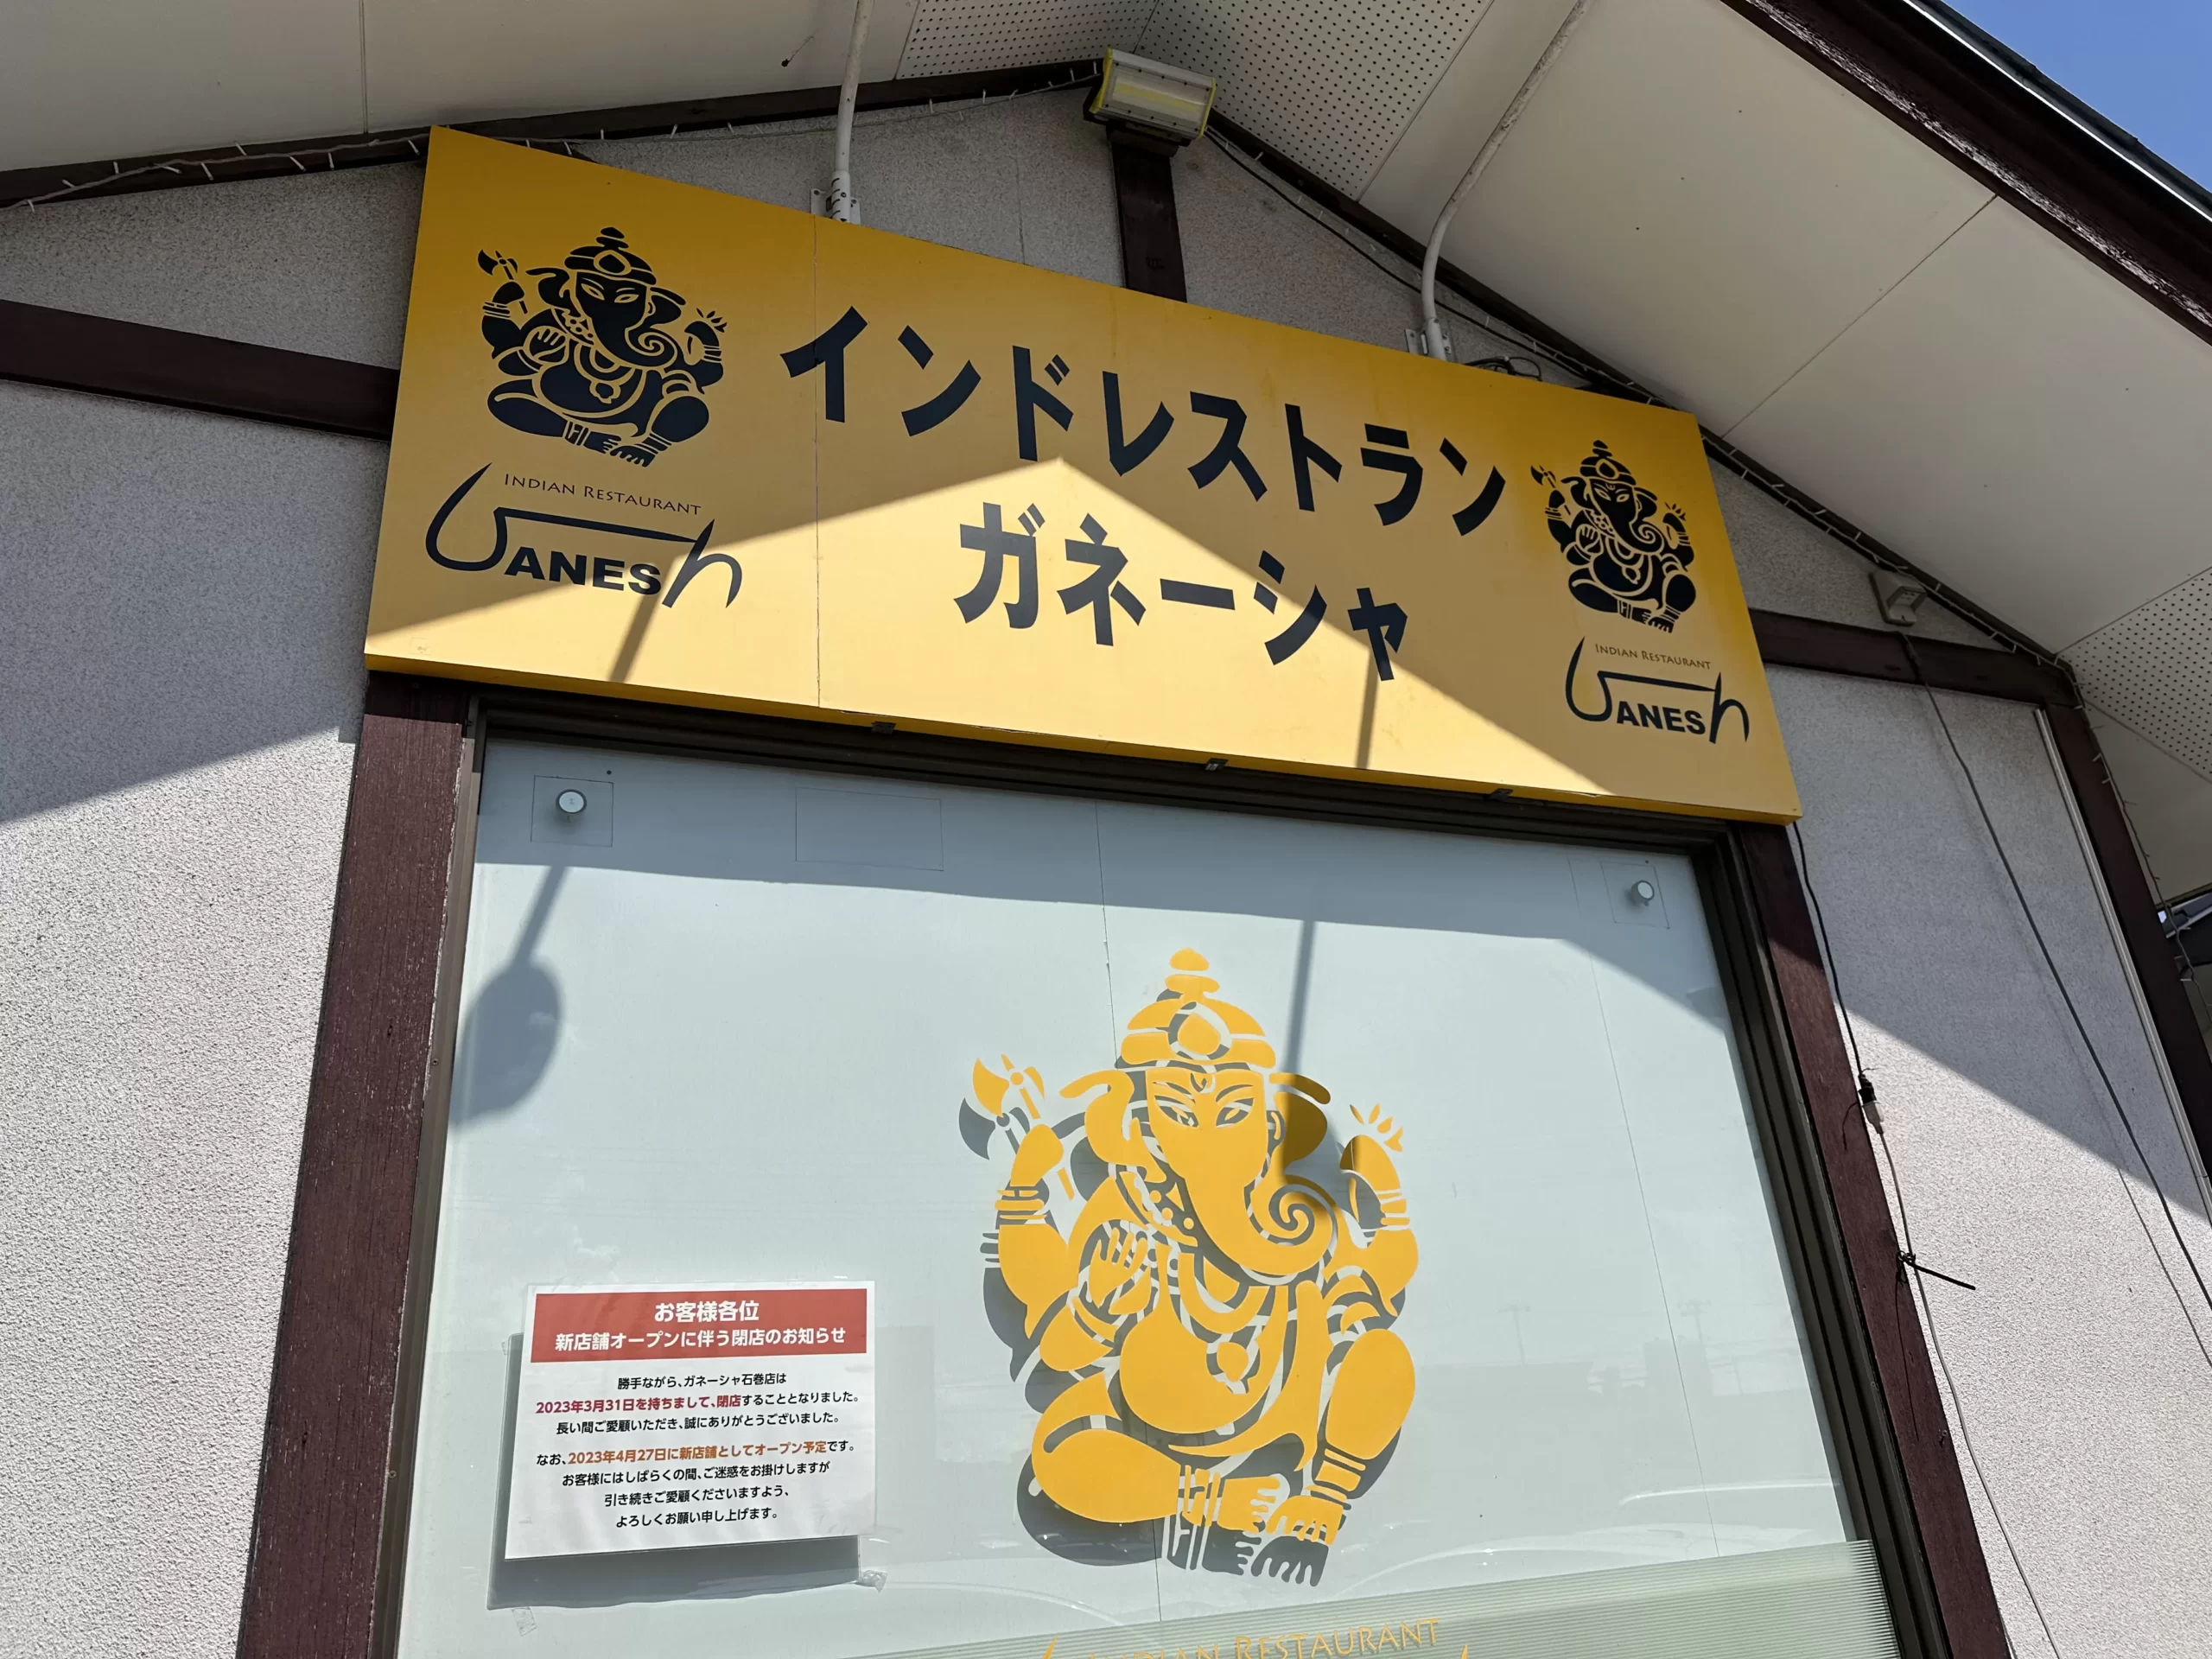 インドレストラン
ガネーシャ
INDIAN RESTAURANT
GANESh
INDIAN RESTAURANT
GANESh
お客様各位
新店舗オープンに伴う閉店のお知らせ
勝手ながら、ガネーシャ石巻店は
2023年3月31日を持ちまして、閉店することとなりました。
長い間ご愛顧いただき、誠にありがとうございました。
なお、2023年4月27日に新店舗としてオープン予定です。
お客様にはしばらくの間、ご迷惑をお掛けしますが
引き続きご愛顧くださいますよう、
よろしくお願い申し上げます。
INDIAN RESTAURANT